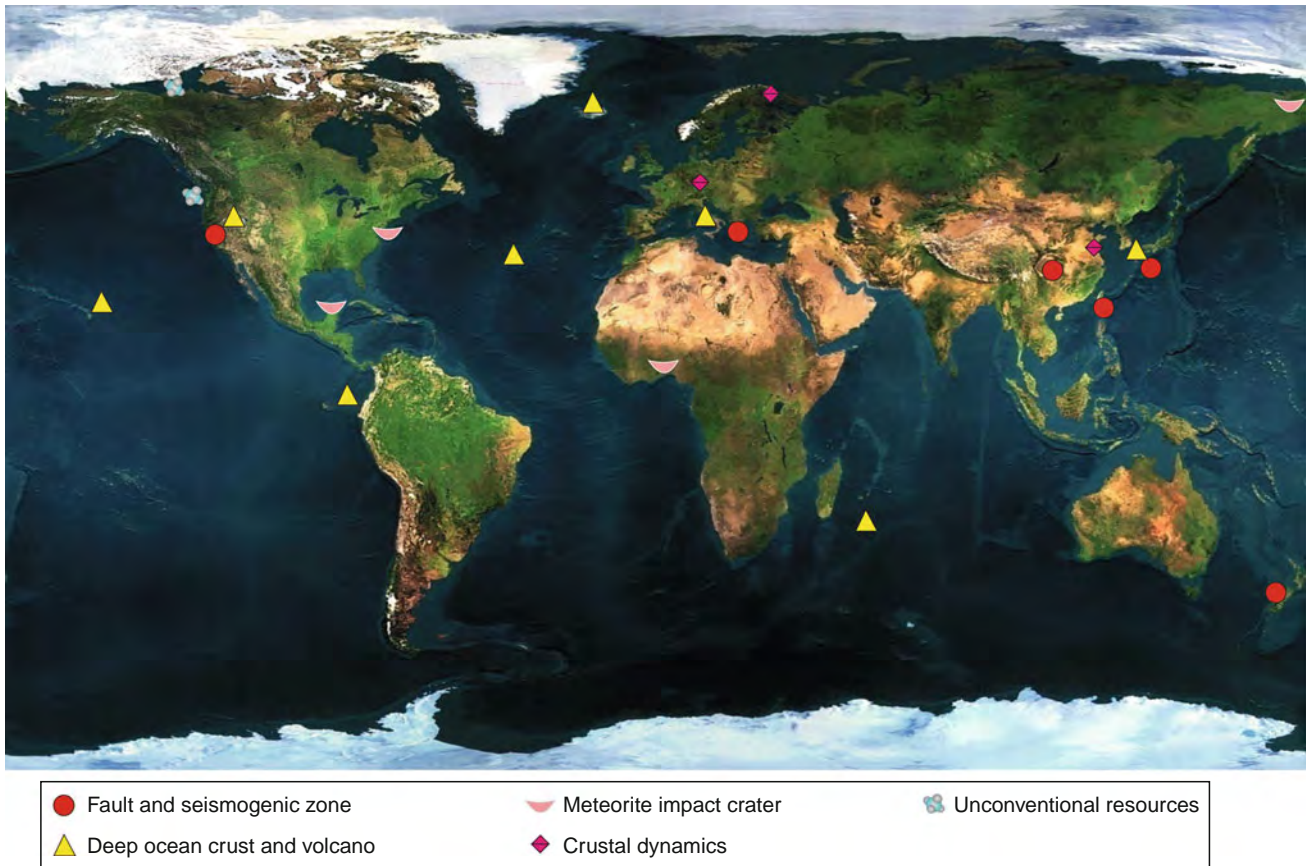 Fault and seismogenic zone
Meteorite impact crater
Unconventional resources
Deep ocean crust and volcano
Crustal dynamics